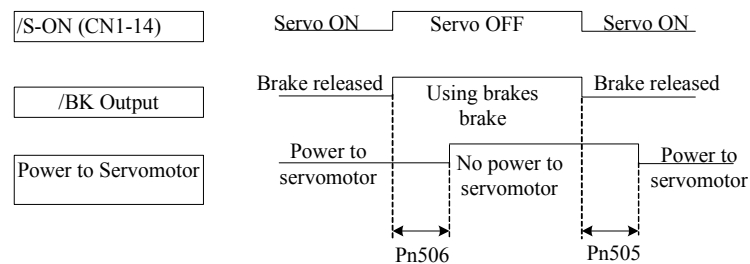 /S-ON (CN1-14)
Servo ON Servo OFF Servo ON
/BK Output
Brake released Using brakes Brake released
brake
Power to Servomotor
Power to No power to Power to
servomotor servomotor servomotor
Pn506 Pn505